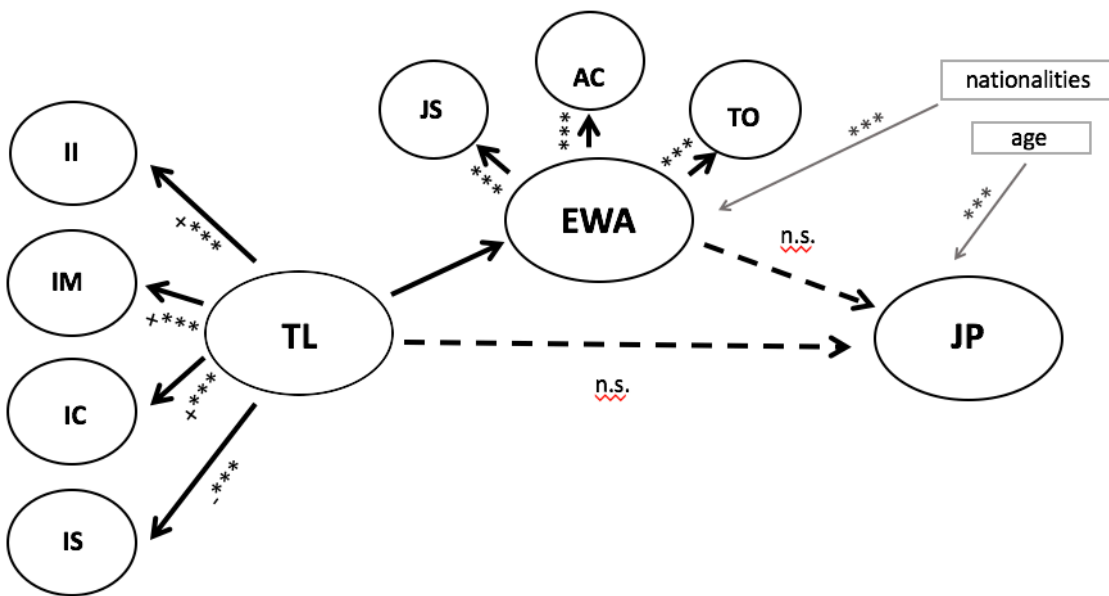 AC
nationalities
JS
TO
***
***
***
***
age
II
EWA
***
+***
n.s.
IM
+***
TL
JP
n.s.
IC
+***
-***
IS